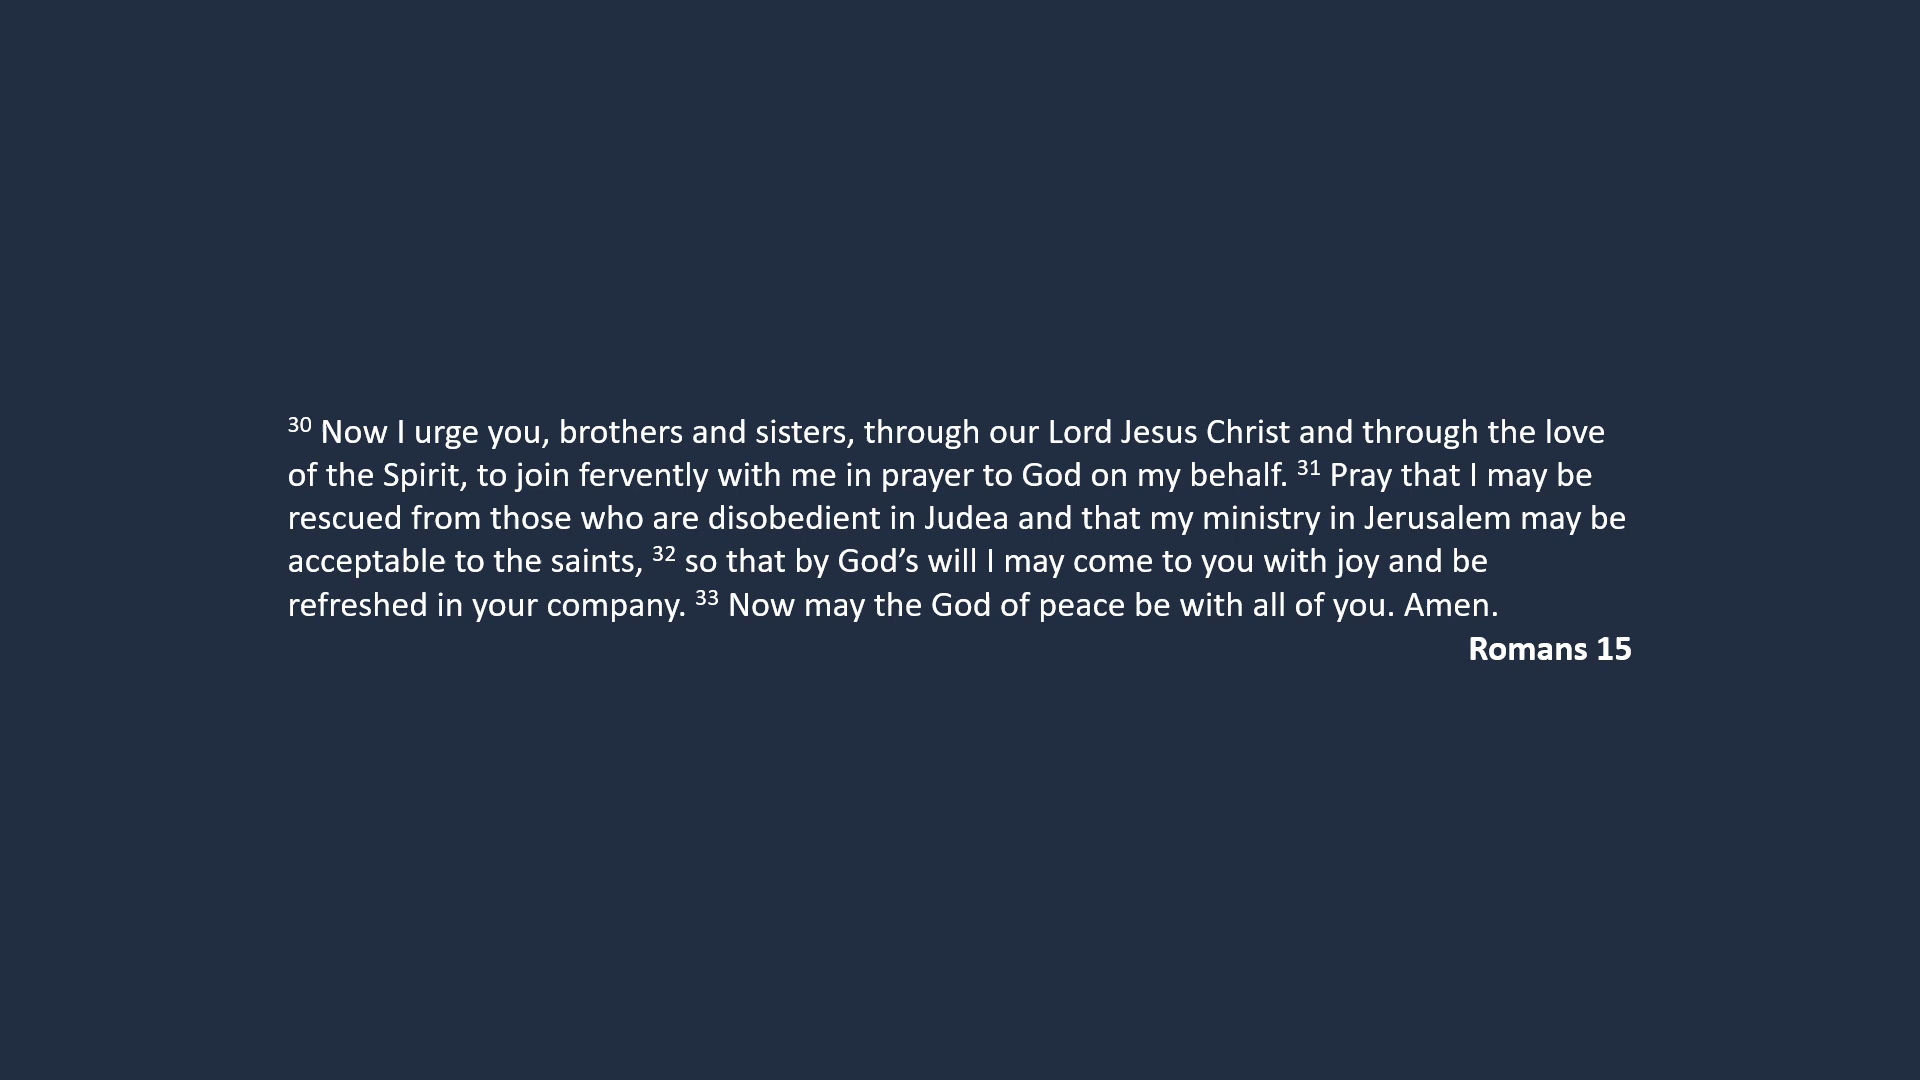 30 Now I urge you, brothers and sisters, through our Lord Jesus Christ and through the love
of the Spirit, to join fervently with me in prayer to God on my behalf. 31 Pray that I may be
rescued from those who are disobedient in Judea and that my ministry in Jerusalem may be
acceptable to the saints, 32 so that by God’s will I may come to you with joy and be
refreshed in your company. 33 Now may the God of peace be with all of you. Amen.
Romans 15